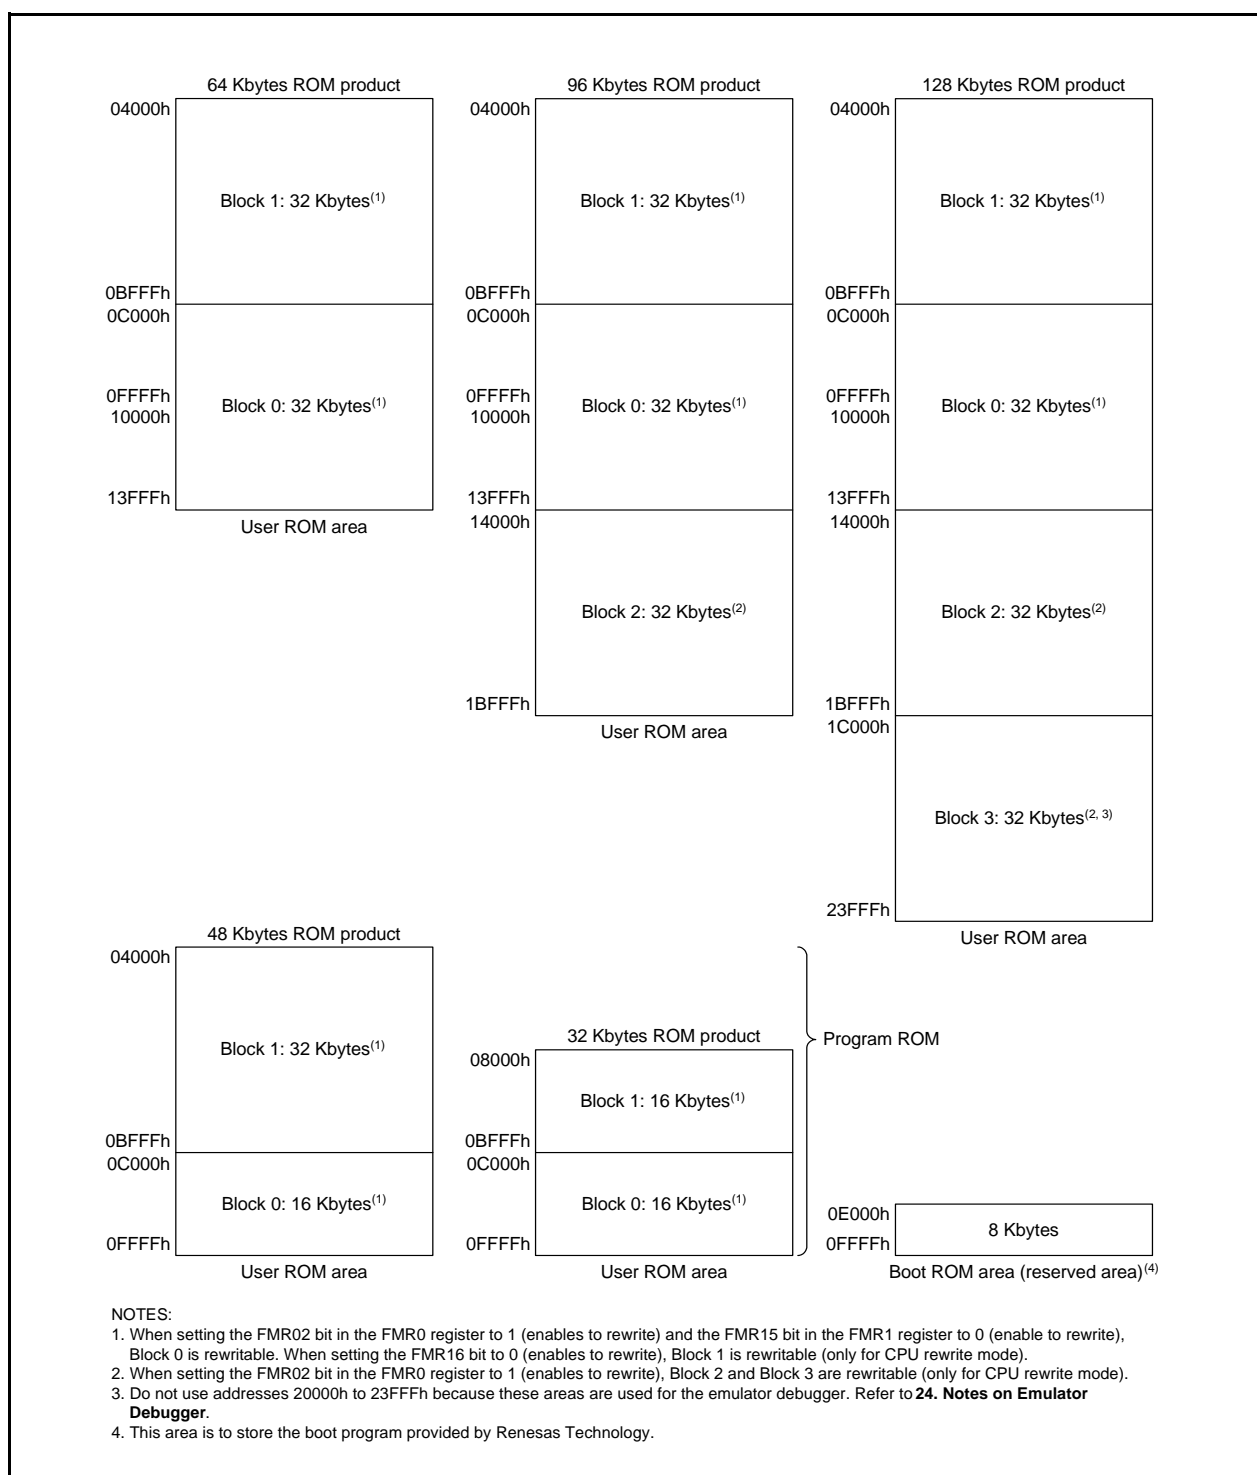 64 Kbytes ROM product
04000h
Block 1: 32 Kbytes(1)
0BFFFh
0C000h
0FFFFh
10000h
Block 0: 32 Kbytes(1)
13FFFh
User ROM area
96 Kbytes ROM product
04000h
Block 1: 32 Kbytes(1)
0BFFFh
0C000h
0FFFFh
10000h
Block 0: 32 Kbytes(1)
13FFFh
14000h
Block 2: 32 Kbytes(2)
1BFFFh
User ROM area
128 Kbytes ROM product
04000h
Block 1: 32 Kbytes(1)
0BFFFh
0C000h
0FFFFh
10000h
Block 0: 32 Kbytes(1)
13FFFh
14000h
Block 2: 32 Kbytes(2)
1BFFFh
1C000h
Block 3: 32 Kbytes(2, 3)
23FFFh
User ROM area
48 Kbytes ROM product
04000h
Block 1: 32 Kbytes(1)
0BFFFh
0C000h
Block 0: 16 Kbytes(1)
0FFFFh
User ROM area
32 Kbytes ROM product
08000h
Block 1: 16 Kbytes(1)
0BFFFh
0C000h
Block 0: 16 Kbytes(1)
0FFFFh
User ROM area
Program ROM
0E000h
8 Kbytes
0FFFFh
Boot ROM area (reserved area)(4)
NOTES:
1. When setting the FMR02 bit in the FMR0 register to 1 (enables to rewrite) and the FMR15 bit in the FMR1 register to 0 (enable to rewrite),
Block 0 is rewritable. When setting the FMR16 bit to 0 (enables to rewrite), Block 1 is rewritable (only for CPU rewrite mode).
2. When setting the FMR02 bit in the FMR0 register to 1 (enables to rewrite), Block 2 and Block 3 are rewritable (only for CPU rewrite mode).
3. Do not use addresses 20000h to 23FFFh because these areas are used for the emulator debugger. Refer to 24. Notes on Emulator
Debugger.
4. This area is to store the boot program provided by Renesas Technology.